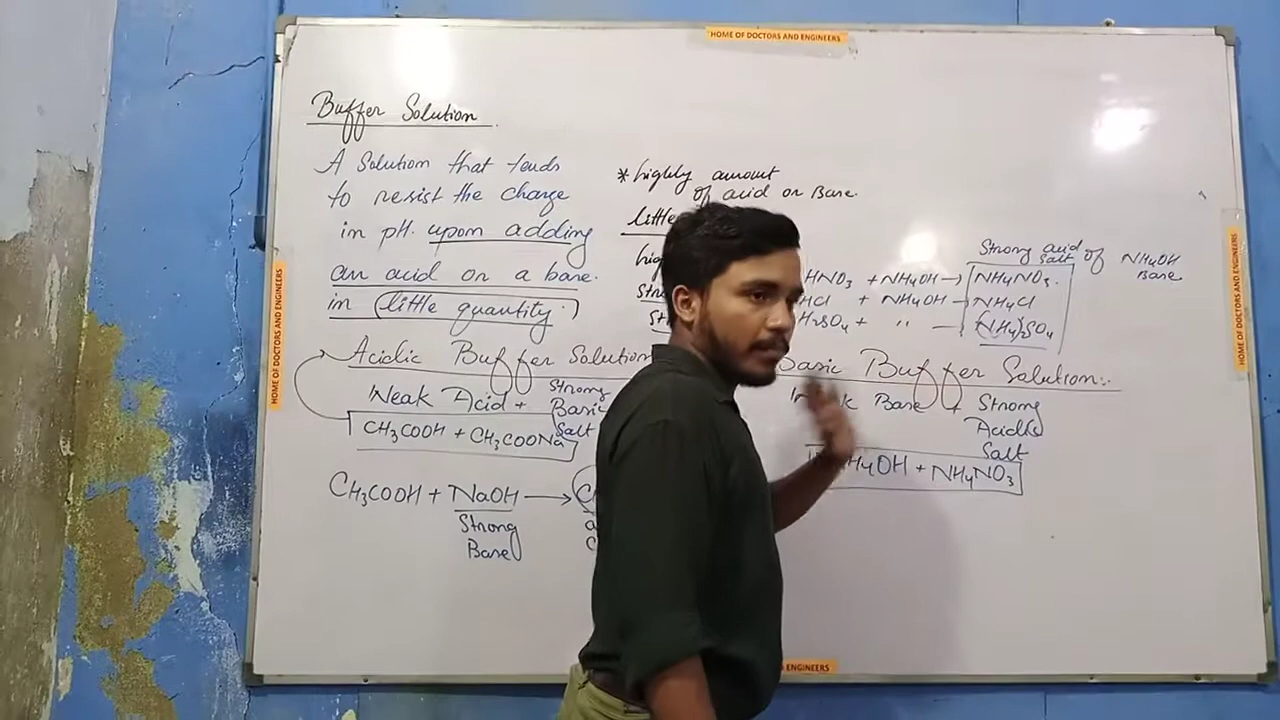 HOME OF DOCTORS AND ENGINEERS
Buffer Solution
A Solution that tends
to resist the change
in pH. upon adding
an acid or a base.
in (little quantity.)
Acidic Buffer Solution
Weak Acid + Strong
Basic
Salt
CH₃COOH + CH₃COONa
CH₃COOH + NaOH →
Strong
Base
* highly amount
of acid or Base.
little
Strong acid
salt of NH₄OH
Base
HNO₃ + NH₄OH → NH₄NO₃.
HCl + NH₄OH → NH₄Cl
H₂SO₄ + " → (NH₄)₂SO₄
Basic Buffer Solution:.
Weak Base + Strong
Acidic
Salt
NH₄OH + NH₄NO₃
HOME OF DOCTORS AND ENGINEERS
HOME OF DOCTORS AND ENGINEERS
ENGINEERS